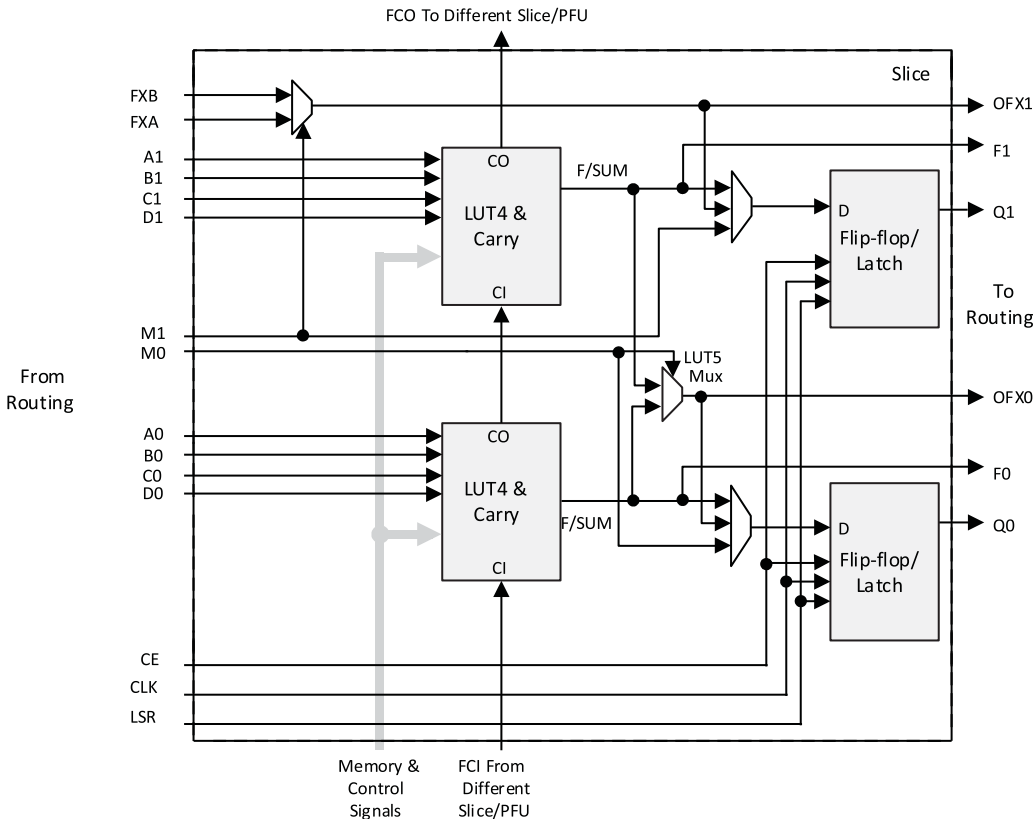 FCO To Different Slice/PFU
Slice
FXB
FXA
OFX1
F1
A1
B1
C1
D1
CO
LUT4 &
Carry
CI
F/SUM
D
Flip-flop/
Latch
Q1
To
Routing
M1
M0
LUT5
Mux
From
Routing
OFX0
A0
B0
C0
D0
CO
LUT4 &
Carry
CI
F/SUM
F0
D
Flip-flop/
Latch
Q0
CE
CLK
LSR
Memory &
Control
Signals
FCI From
Different
Slice/PFU